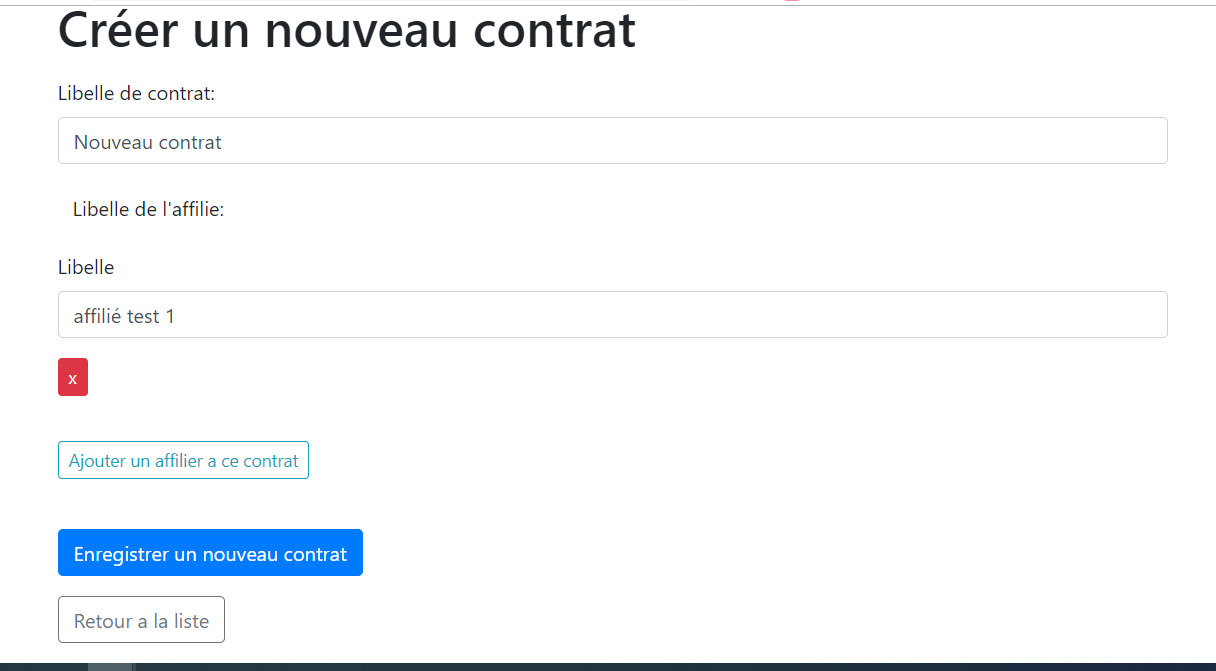 Créer un nouveau contrat
Libelle de contrat:
Nouveau contrat
Libelle de l'affilie:
Libelle
affilié test 1
x
Ajouter un affilier a ce contrat
Enregistrer un nouveau contrat
Retour a la liste